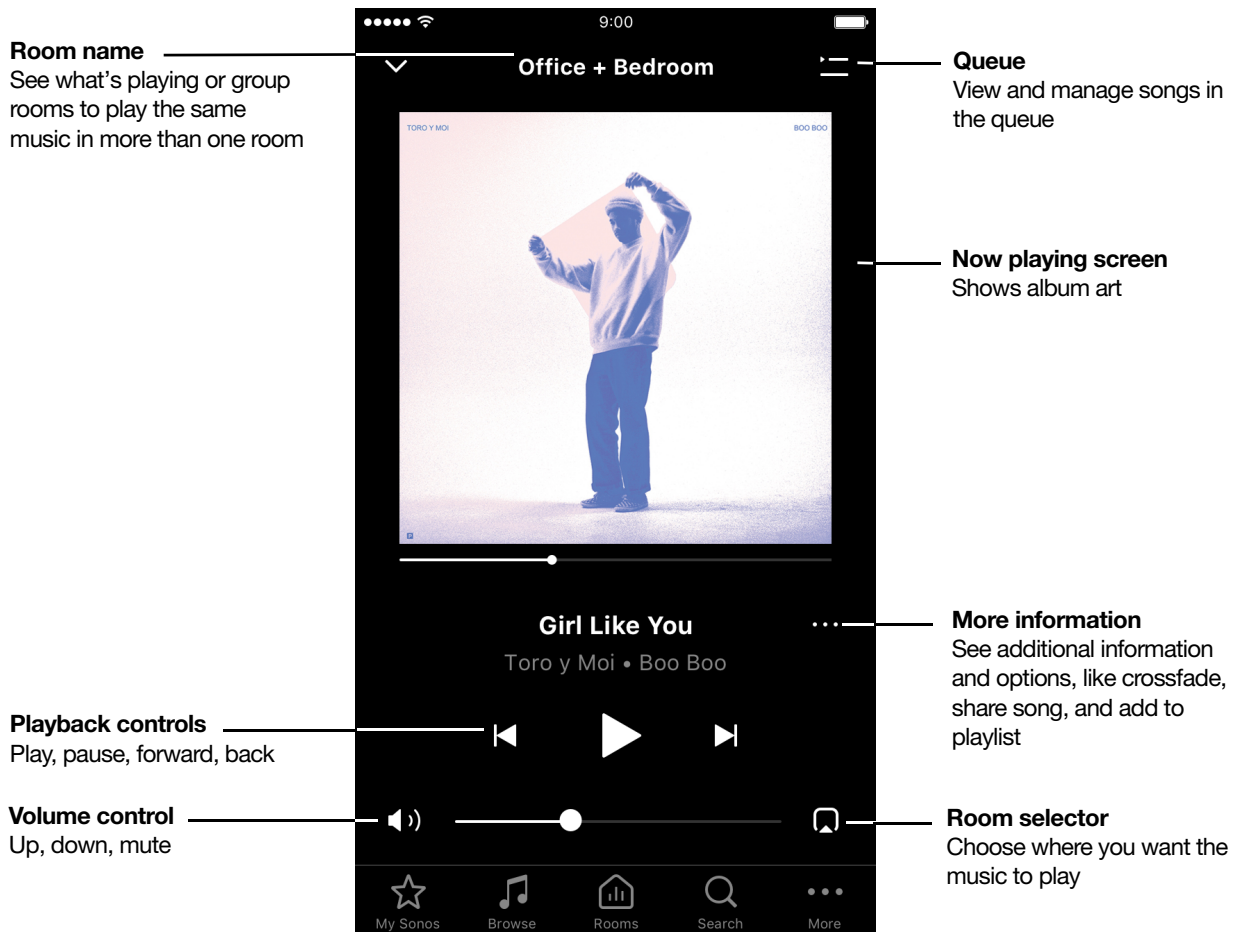 Room name
See what's playing or group
rooms to play the same
music in more than one room
9:00
Office + Bedroom
Queue
View and manage songs in
the queue
TORO Y MOI
BOO BOO
Now playing screen
Shows album art
Girl Like You
Toro y Moi • Boo Boo
More information
See additional information
and options, like crossfade,
share song, and add to
playlist
Playback controls
Play, pause, forward, back
Volume control
Up, down, mute
Room selector
Choose where you want the
music to play
My Sonos
Browse
Rooms
Search
More